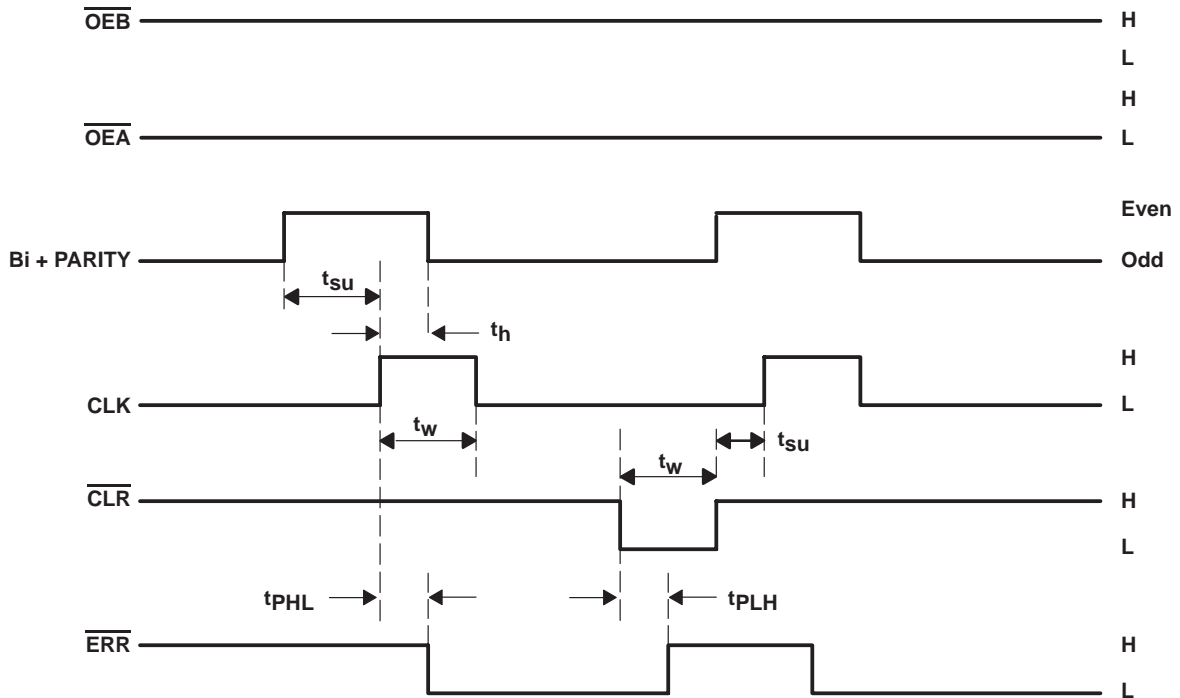 OEB H
L
H
OEA L
Even
Bi + PARITY Odd
tsu
th
H
CLK L
tw
tsu
tw
CLR H
L
tPHL tPLH
ERR H
L